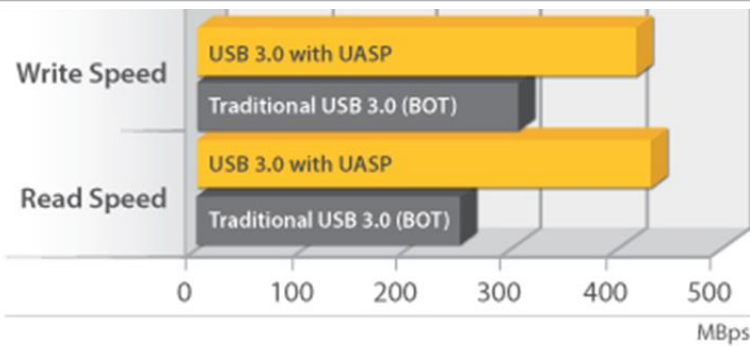 Write Speed
USB 3.0 with UASP
Traditional USB 3.0 (BOT)
Read Speed
USB 3.0 with UASP
Traditional USB 3.0 (BOT)
0 100 200 300 400 500
MBps